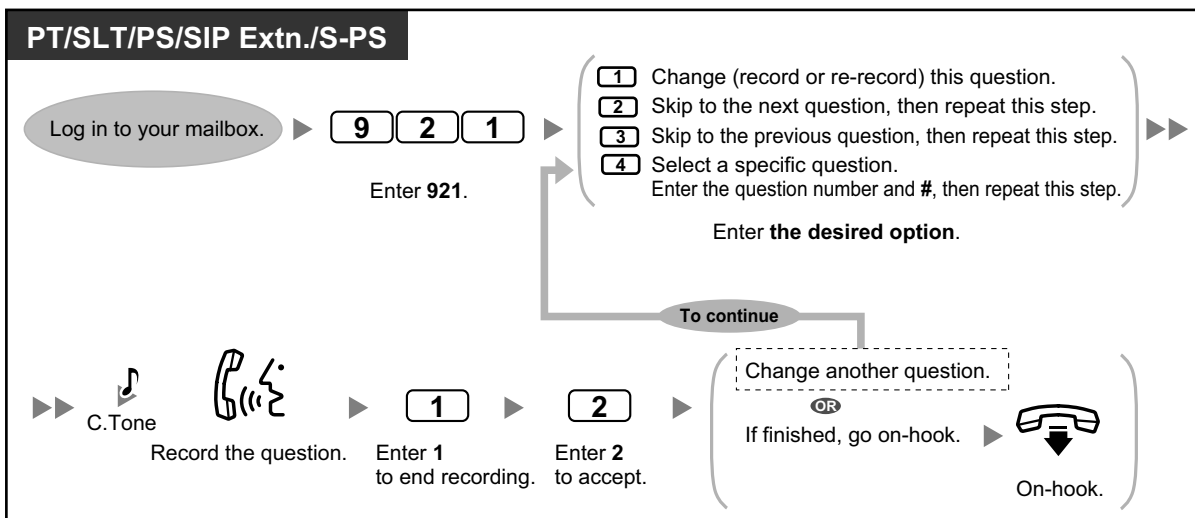 PT/SLT/PS/SIP Extn./S-PS
Log in to your mailbox.
9 2 1
Enter 921.
1 Change (record or re-record) this question.
2 Skip to the next question, then repeat this step.
3 Skip to the previous question, then repeat this step.
4 Select a specific question.
Enter the question number and #, then repeat this step.
Enter the desired option.
To continue
C.Tone
Record the question.
1
Enter 1
to end recording.
2
Enter 2
to accept.
Change another question.
OR
If finished, go on-hook.
On-hook.